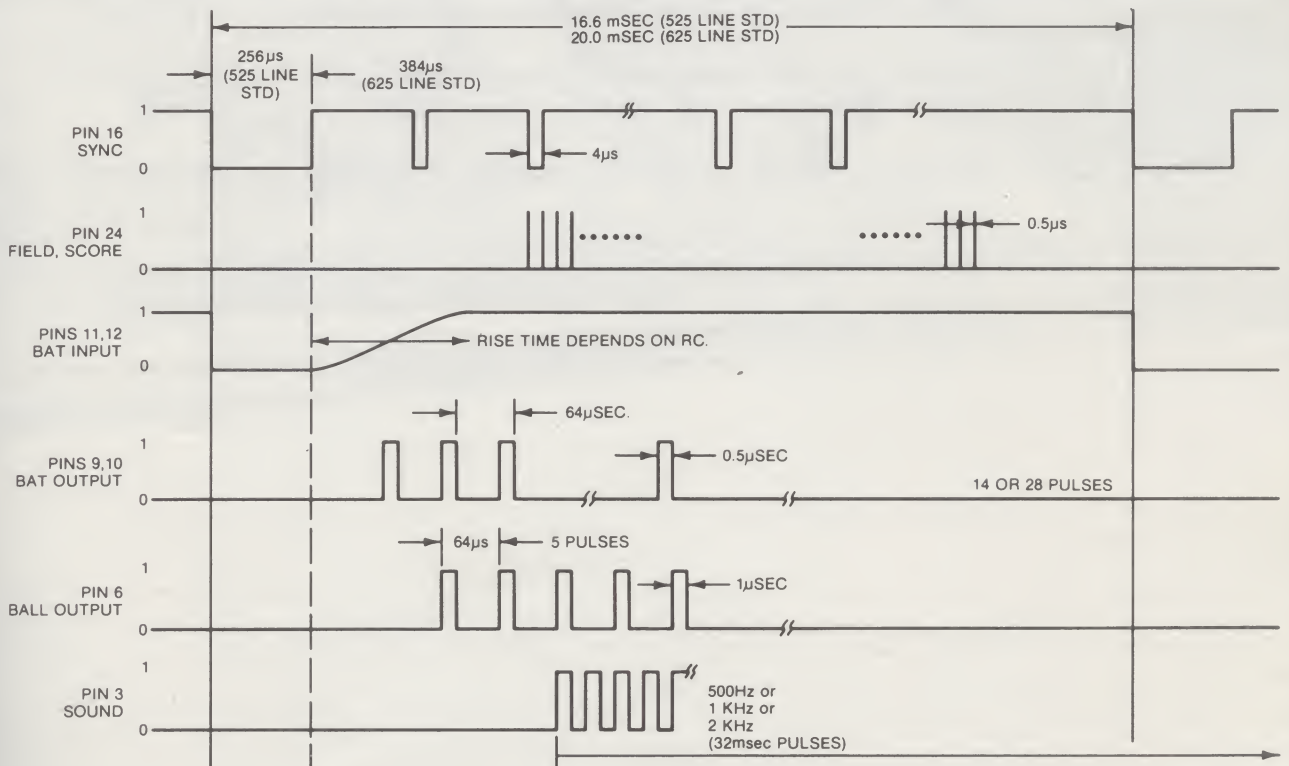 16.6 mSEC (525 LINE STD)
20.0 mSEC (625 LINE STD)
256µs
(525 LINE
STD)
384µs
(625 LINE STD)
1
PIN 16
SYNC
0
4µs
1
PIN 24
FIELD, SCORE
0
0.5µs
1
PINS 11,12
BAT INPUT
0
RISE TIME DEPENDS ON RC.
64µSEC.
1
PINS 9,10
BAT OUTPUT
0
0.5µSEC
14 OR 28 PULSES
64µs
5 PULSES
1
PIN 6
BALL OUTPUT
0
1µSEC
1
PIN 3
SOUND
0
500Hz or
1 KHz or
2 KHz
(32msec PULSES)